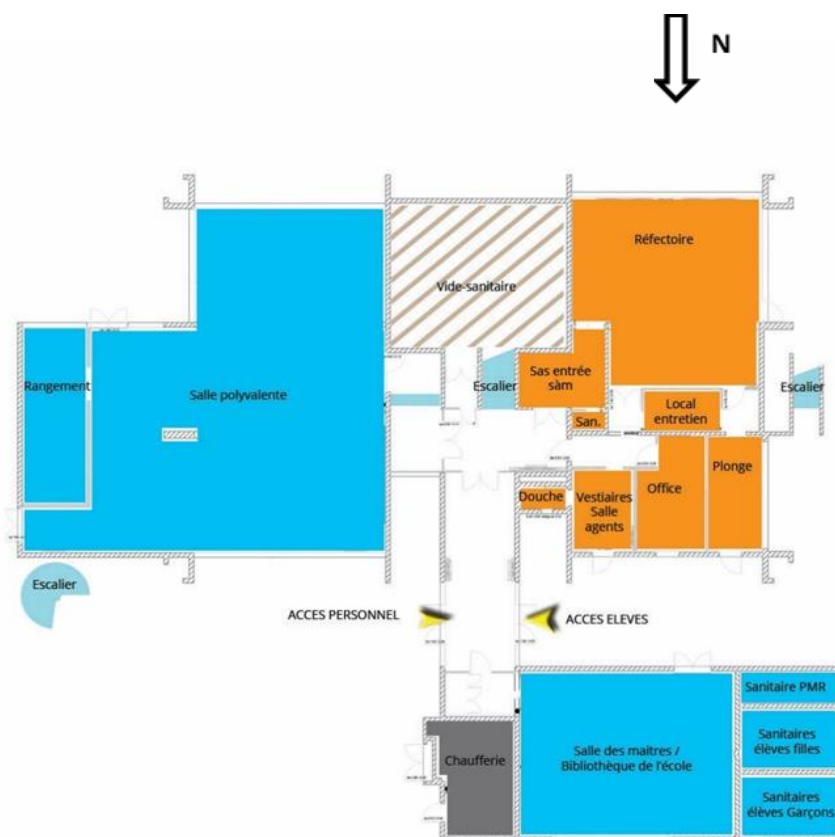 N
Réfectoire
Vide-sanitaire
Rangement
Salle polyvalente
Escalier
Sas entrée
sàm
Escalier
San.
Local
entretien
Plonge
Office
Douche
Vestiaires
Salle
agents
Escalier
ACCES PERSONNEL
ACCES ELEVES
Sanitaire PMR
Sanitaires
élèves filles
Chaufferie
Salle des maitres /
Bibliothèque de l'école
Sanitaires
élèves Garçons